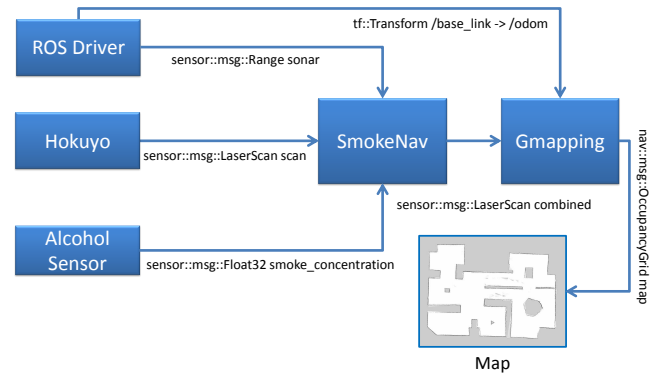 tf::Transform /base_link -> /odom
ROS Driver
sensor::msg::Range sonar
Hokuyo
SmokeNav
Gmapping
sensor::msg::LaserScan scan
nav::msg::OccupancyGrid map
sensor::msg::LaserScan combined
Alcohol
Sensor
sensor::msg::Float32 smoke_concentration
Map